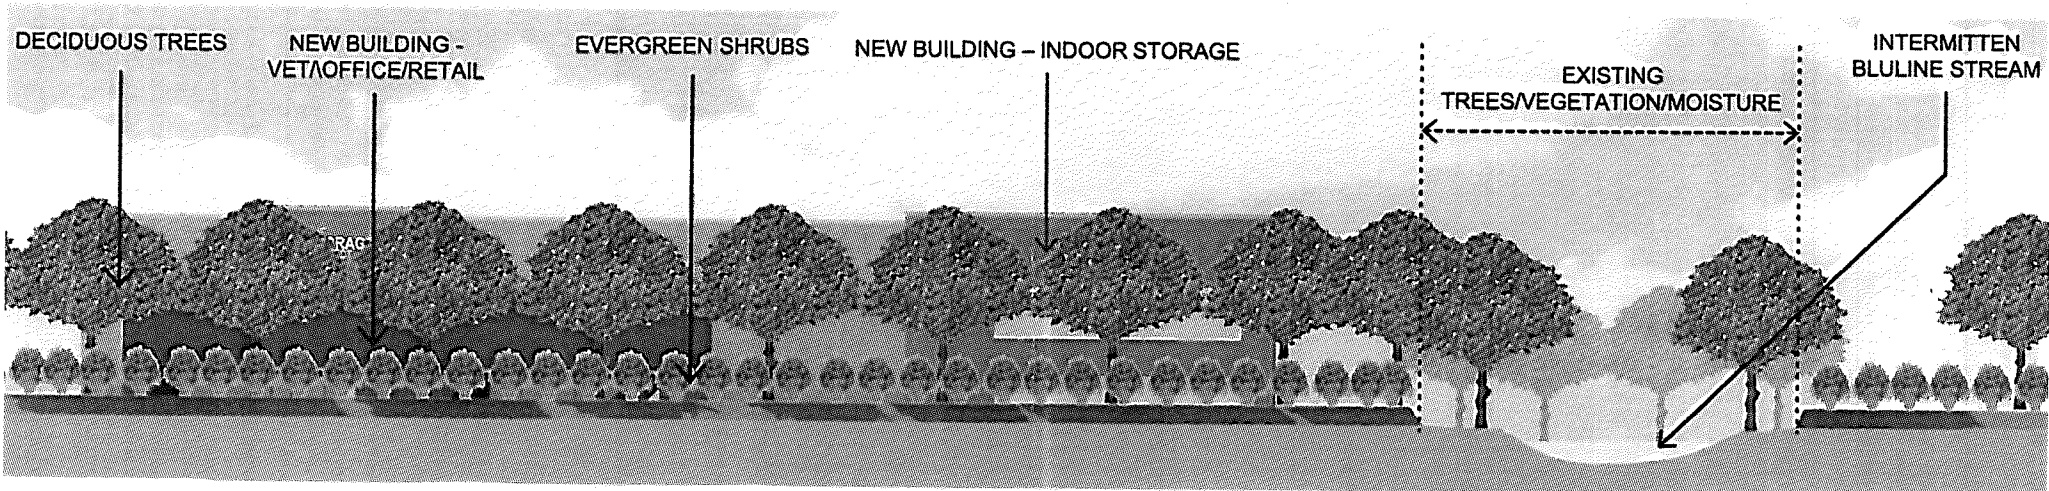 DECIDUOUS TREES
NEW BUILDING -
VET/\OFFICE/RETAIL
EVERGREEN SHRUBS
NEW BUILDING – INDOOR STORAGE
EXISTING
TREES/VEGETATION/MOISTURE
INTERMITTEN
BLULINE STREAM